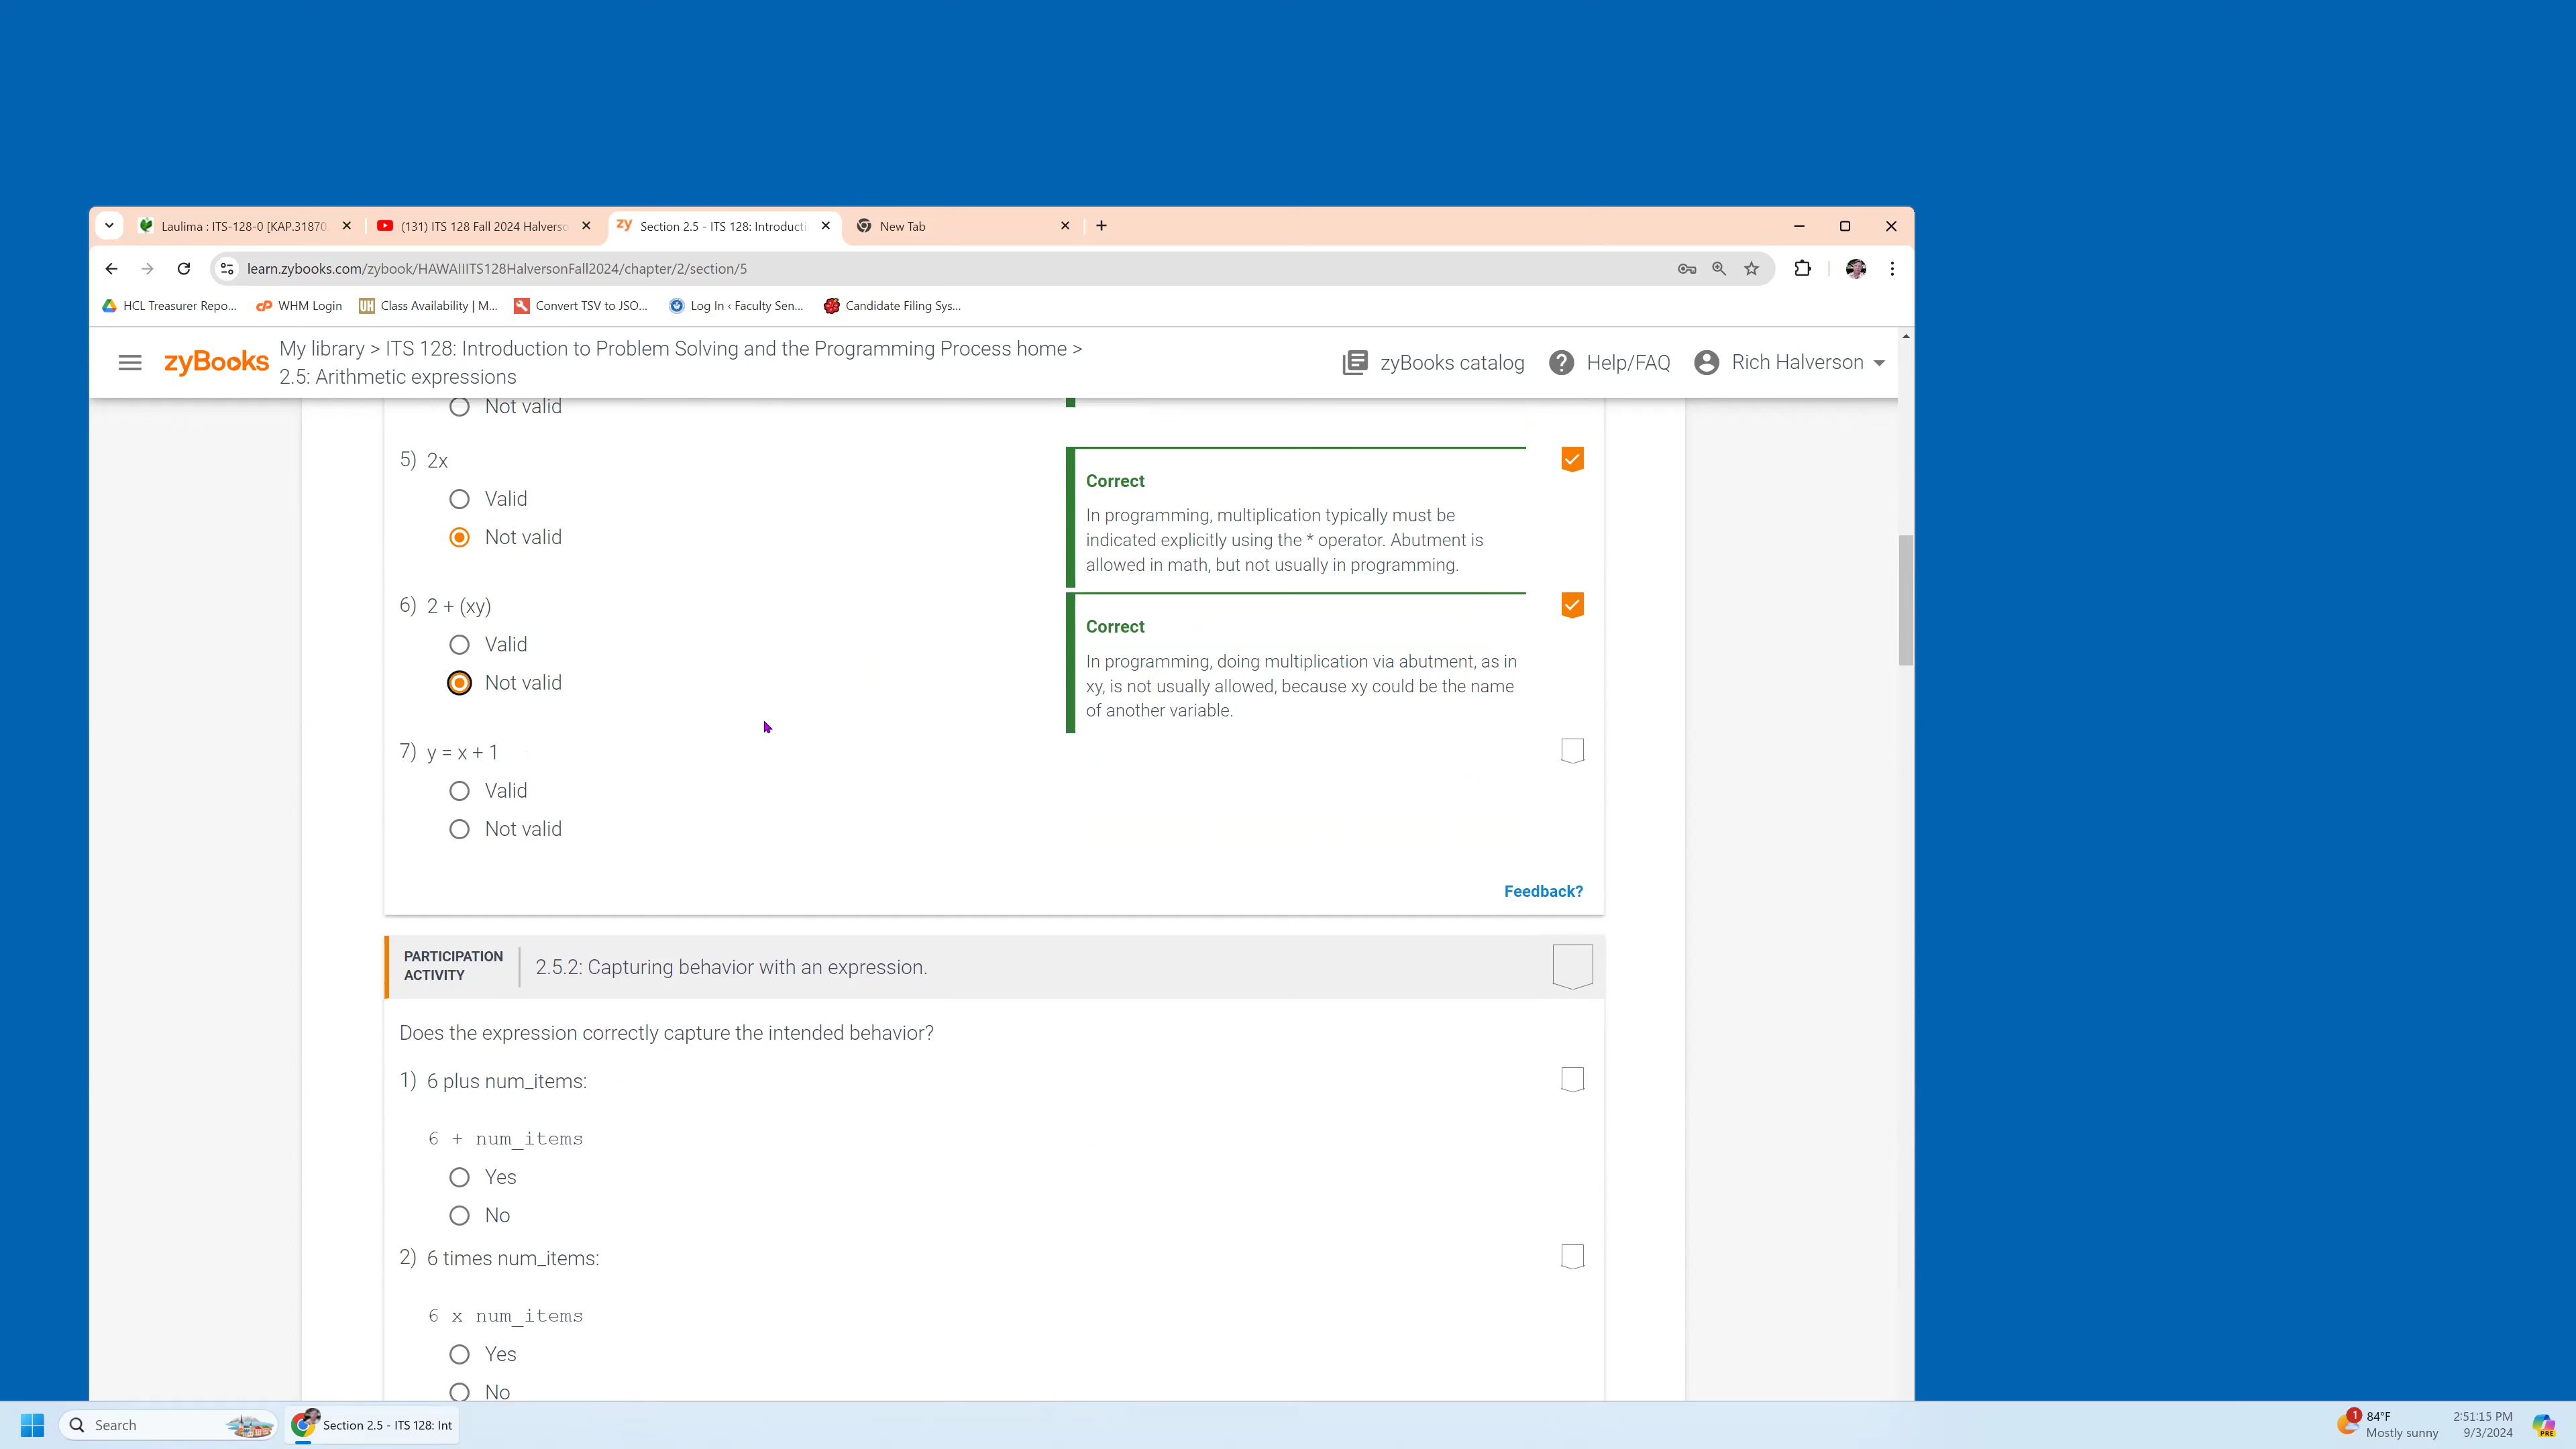 Laulima : ITS-128-0 [KAP.31870
(131) ITS 128 Fall 2024 Halverso
zy Section 2.5 - ITS 128: Introducti
New Tab
learn.zybooks.com/zybook/HAWAIIITS128HalversonFall2024/chapter/2/section/5
HCL Treasurer Repo...
WHM Login
Class Availability | M...
Convert TSV to JSO...
Log In ‹ Faculty Sen...
Candidate Filing Sys...
zyBooks
My library > ITS 128: Introduction to Problem Solving and the Programming Process home >
2.5: Arithmetic expressions
zyBooks catalog
Help/FAQ
Rich Halverson
Not valid
5) 2x
Valid
Not valid
Correct
In programming, multiplication typically must be
indicated explicitly using the * operator. Abutment is
allowed in math, but not usually in programming.
6) 2 + (xy)
Valid
Not valid
Correct
In programming, doing multiplication via abutment, as in
xy, is not usually allowed, because xy could be the name
of another variable.
7) y = x + 1
Valid
Not valid
Feedback?
PARTICIPATION
ACTIVITY
2.5.2: Capturing behavior with an expression.
Does the expression correctly capture the intended behavior?
1) 6 plus num_items:
6 + num_items
Yes
No
2) 6 times num_items:
6 x num_items
Yes
No
Search
Section 2.5 - ITS 128: Int
1
84°F
Mostly sunny
2:51:15 PM
9/3/2024
PRE